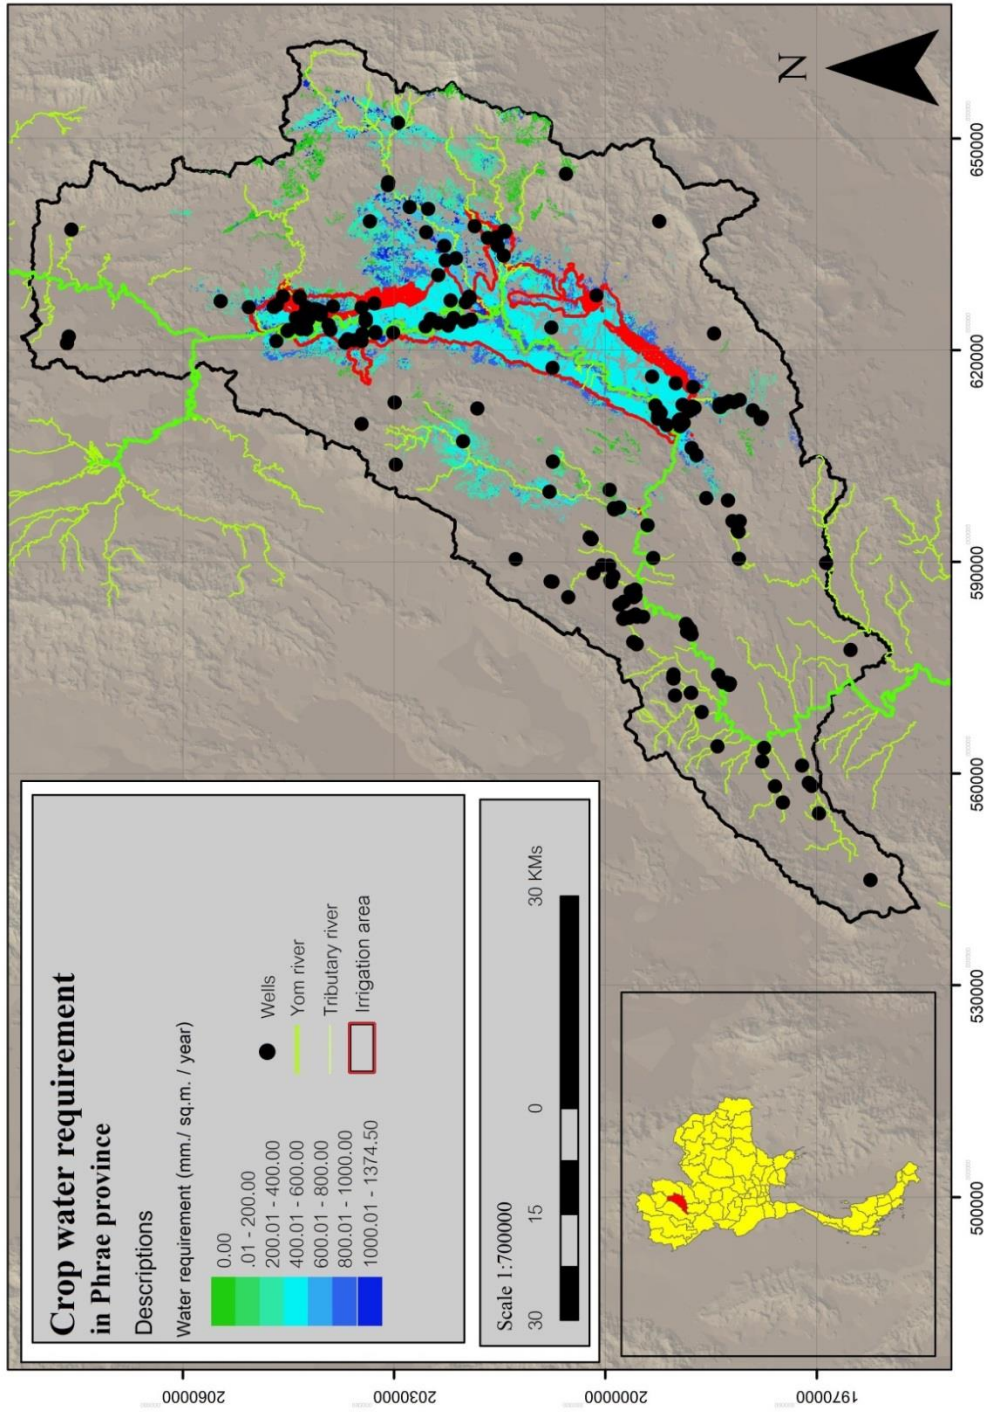 Crop water requirement
in Phrae province
Descriptions
Water requirement (mm./ sq.m. / year)
0.00
.01 - 200.00
200.01 - 400.00
400.01 - 600.00
600.01 - 800.00
800.01 - 1000.00
1000.01 - 1374.50
Wells
Yom river
Tributary river
Irrigation area
Scale 1:700000
30 15 0 30 KMs
N
2060000
2030000
2000000
1970000
500000
530000
560000
590000
620000
650000